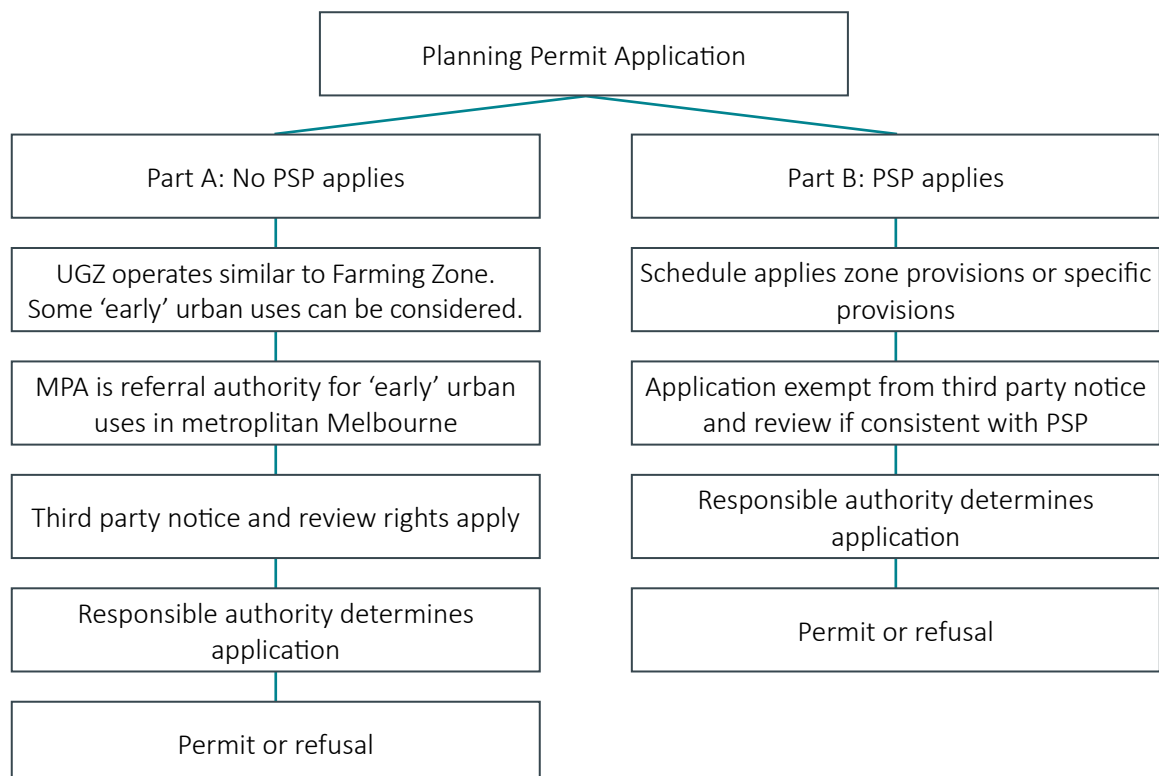 Planning Permit Application
Part A: No PSP applies
UGZ operates similar to Farming Zone.
Some ‘early’ urban uses can be considered.
MPA is referral authority for ‘early’ urban
uses in metroplitan Melbourne
Third party notice and review rights apply
Responsible authority determines
application
Permit or refusal
Part B: PSP applies
Schedule applies zone provisions or specific
provisions
Application exempt from third party notice
and review if consistent with PSP
Responsible authority determines
application
Permit or refusal